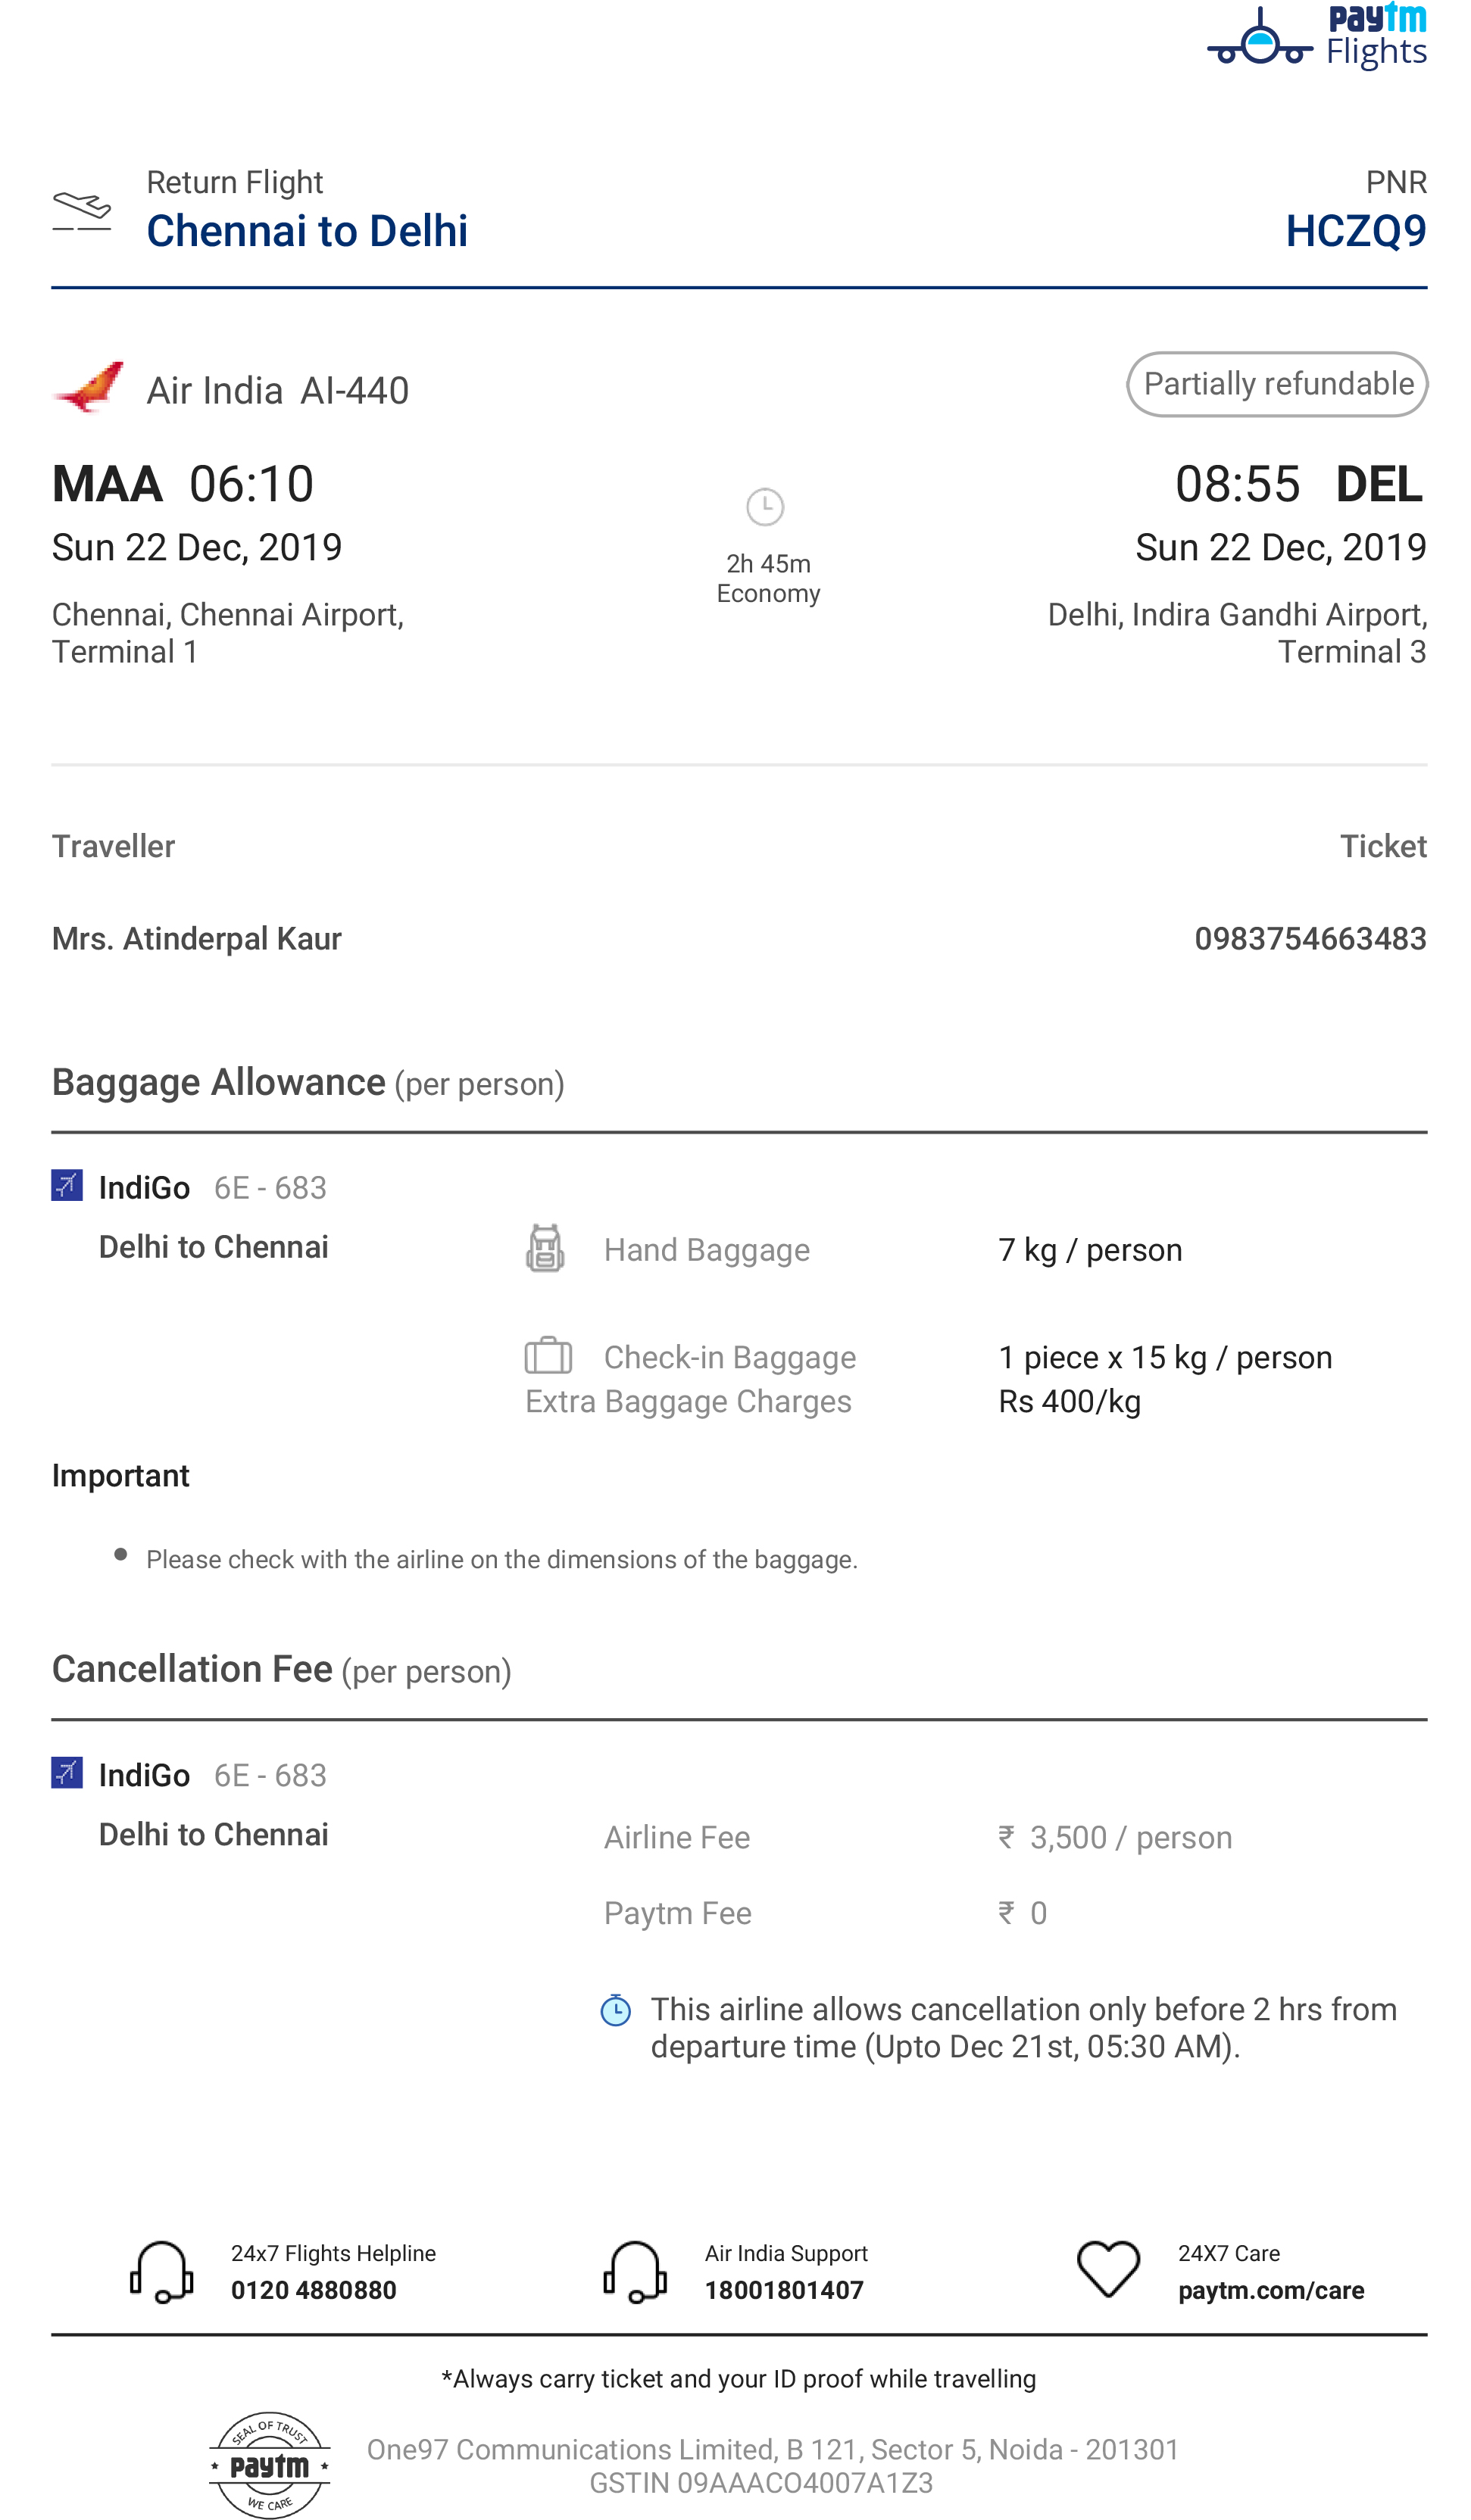 paytm
Flights
Return Flight
PNR
Chennai to Delhi
HCZQ9
Air India AI-440
Partially refundable
MAA 06:10
08:55 DEL
Sun 22 Dec, 2019
2h 45m
Sun 22 Dec, 2019
Economy
Chennai, Chennai Airport,
Terminal 1
Delhi, Indira Gandhi Airport,
Terminal 3
Traveller
Ticket
Mrs. Atinderpal Kaur
0983754663483
Baggage Allowance (per person)
IndiGo 6E - 683
Delhi to Chennai
Hand Baggage
7 kg / person
Check-in Baggage
1 piece x 15 kg / person
Extra Baggage Charges
Rs 400/kg
Important
● Please check with the airline on the dimensions of the baggage.
Cancellation Fee (per person)
IndiGo 6E - 683
Delhi to Chennai
Airline Fee
₹ 3,500 / person
Paytm Fee
₹ 0
This airline allows cancellation only before 2 hrs from
departure time (Upto Dec 21st, 05:30 AM).
24x7 Flights Helpline
0120 4880880
Air India Support
18001801407
24X7 Care
paytm.com/care
*Always carry ticket and your ID proof while travelling
SEAL OF TRUST
paytm
WE CARE
One97 Communications Limited, B 121, Sector 5, Noida - 201301
GSTIN 09AAACO4007A1Z3